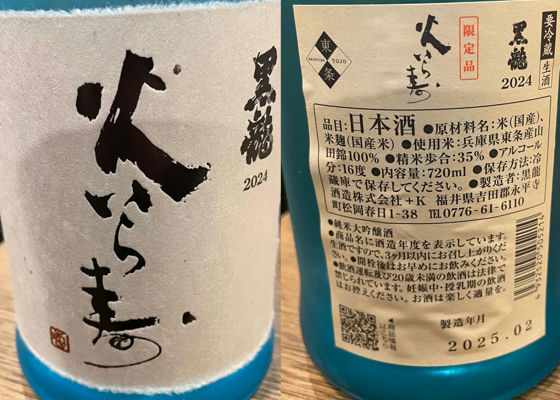 火いら寿
黒龍
2024
東条
TOJO
火いら寿
限定品
黒龍
2024
要冷蔵
生酒
品目:日本酒 ●原材料名:米(国産)、
米麹(国産米) ●使用米:兵庫県東条産山
田錦100% ●精米歩合:35% ●アルコール
分:16度 ●内容量:720ml ●保存方法:冷
蔵庫で保存してください。 ●製造者:黒龍
酒造株式会社+K 福井県吉田郡永平寺
町松岡春日1-38 TEL0776-61-6110
●純米大吟醸酒
●商品名に酒造年度を表示しています。
生酒ですので、3ヶ月以内にお召し上がりくだ
さい。 ●開栓後はお早めにお飲みください。
●飲酒運転及び20歳未満の飲酒は法律で
禁じられています。妊娠中・授乳期の飲酒
はお控えください。お酒は楽しく適量を。
▲商品情報
はこちら
製造年月
2025.02